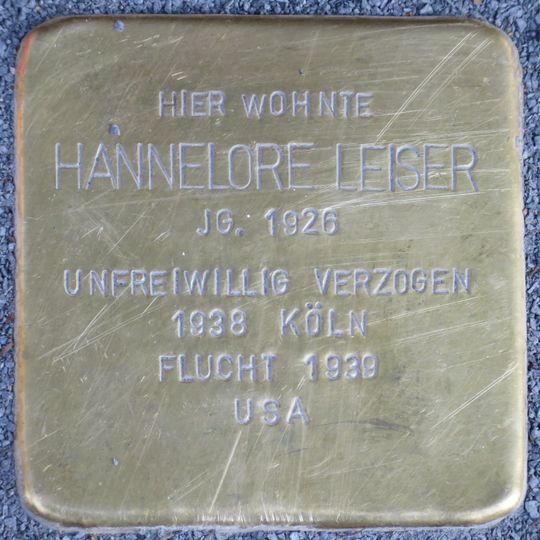 HIER WOHNTE
HANNELORE LEISER
JG. 1926
UNFREIWILLIG VERZOGEN
1938 KÖLN
FLUCHT 1939
USA